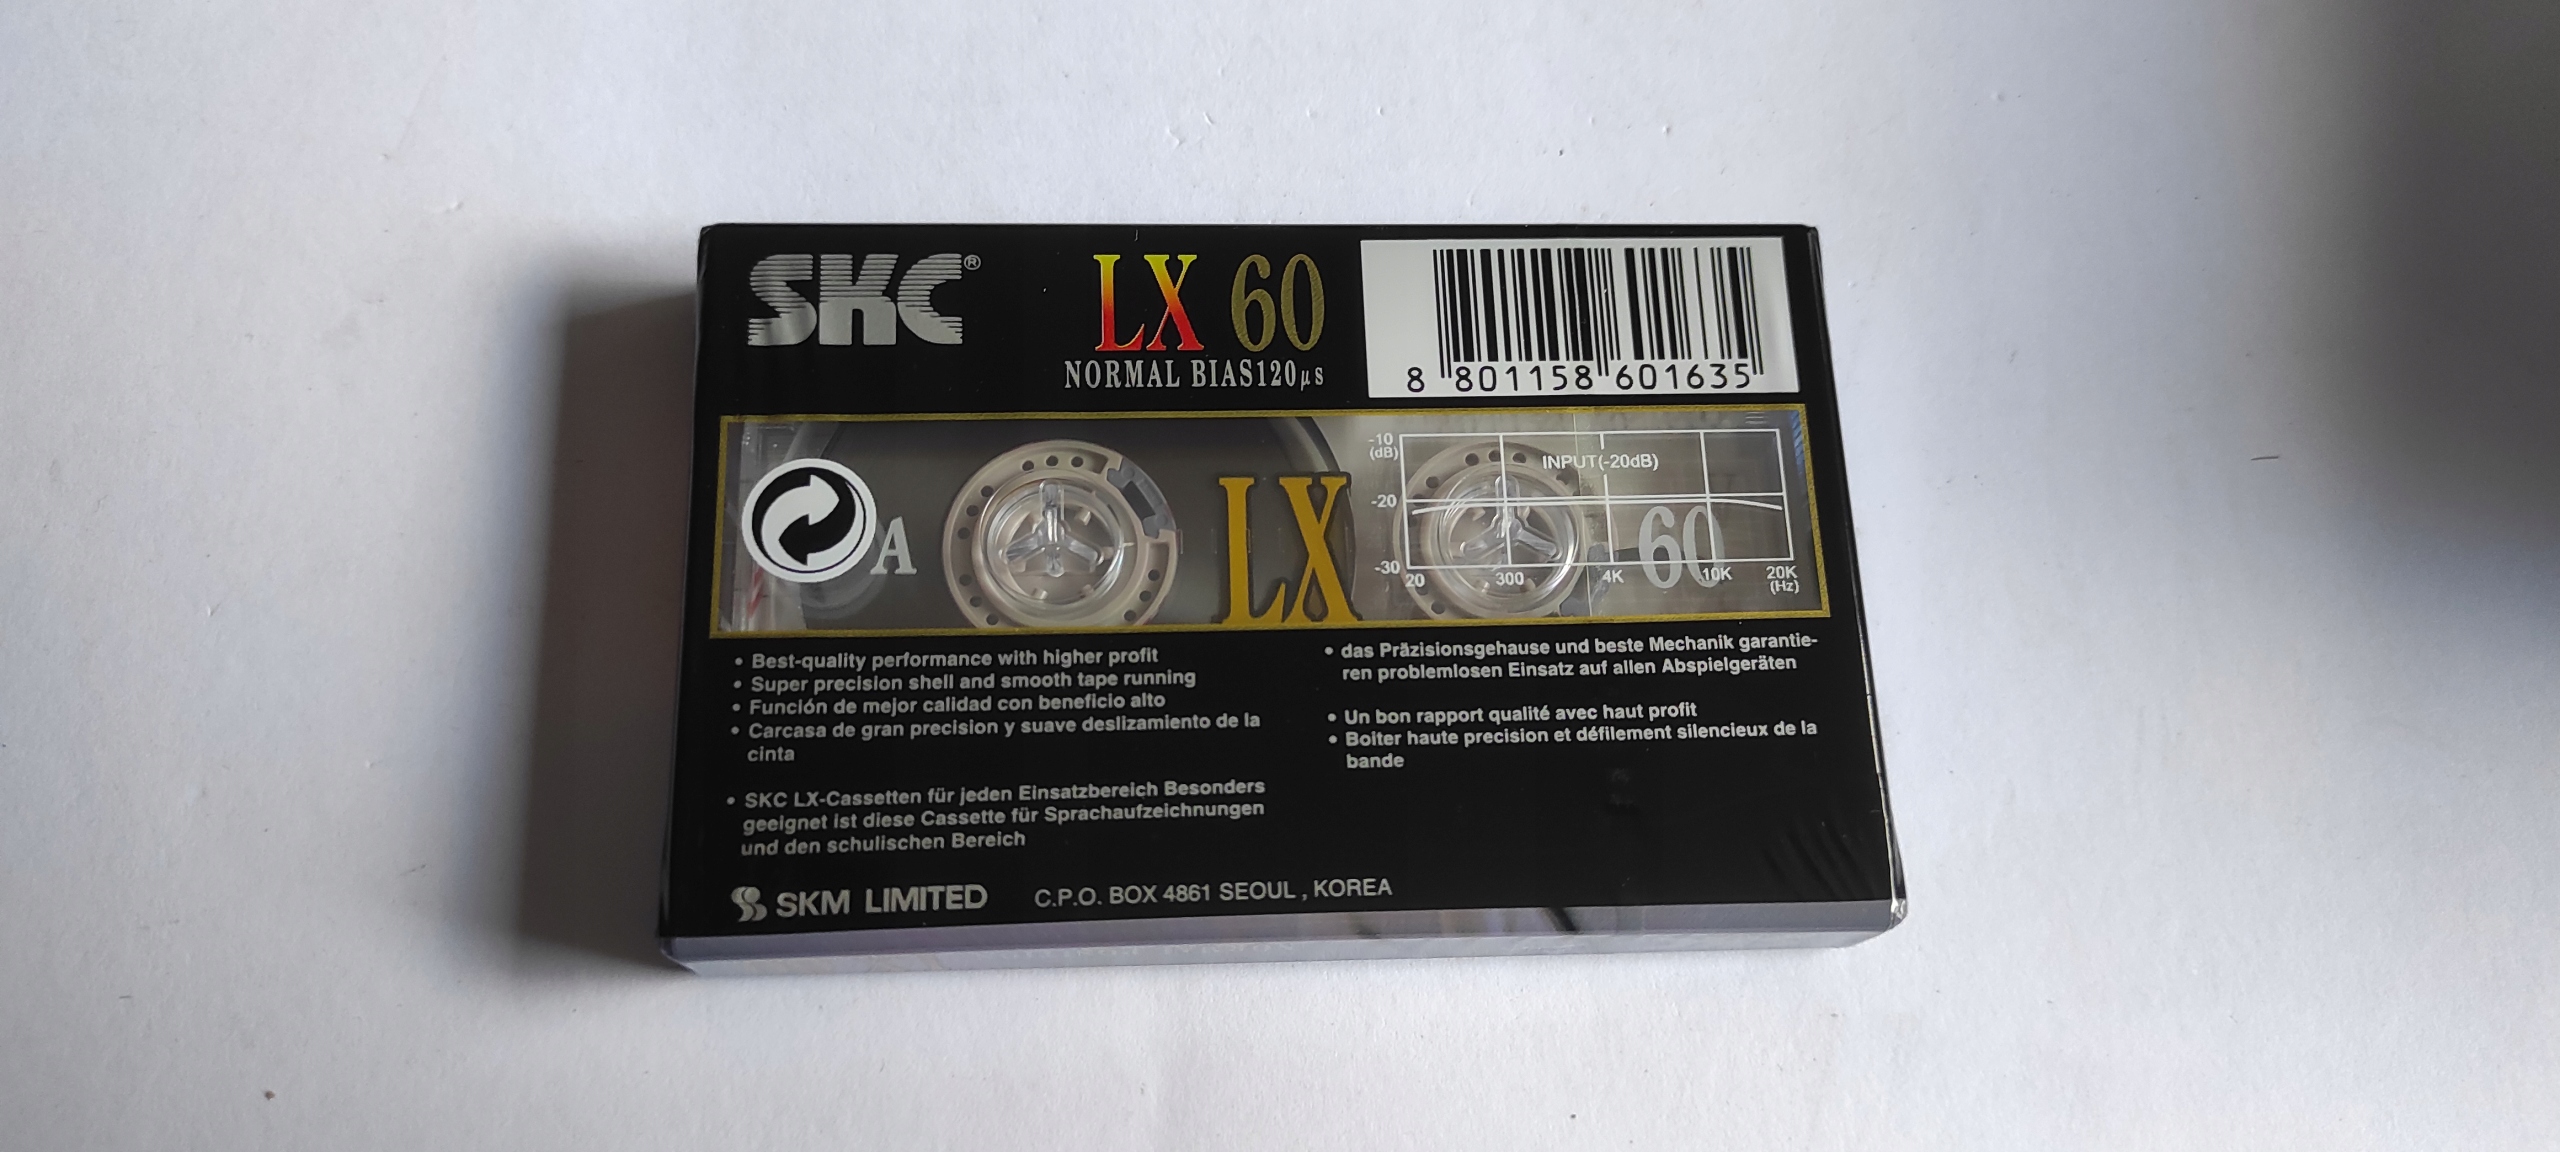 SKC®
LX 60
NORMAL BIAS120μs
8 801158 601635
A
LX
60
-10
(dB)
INPUT(-20dB)
-20
-30
20 300 4K 10K 20K
(Hz)
• Best-quality performance with higher profit
• Super precision shell and smooth tape running
• Función de mejor calidad con beneficio alto
• Carcasa de gran precision y suave deslizamiento de la
cinta
• SKC LX-Cassetten für jeden Einsatzbereich Besonders
geeignet ist diese Cassette für Sprachaufzeichnungen
und den schulischen Bereich
• das Präzisionsgehause und beste Mechanik garantie-
ren problemlosen Einsatz auf allen Abspielgeräten
• Un bon rapport qualité avec haut profit
• Boiter haute precision et défilement silencieux de la
bande
SKM LIMITED C.P.O. BOX 4861 SEOUL , KOREA